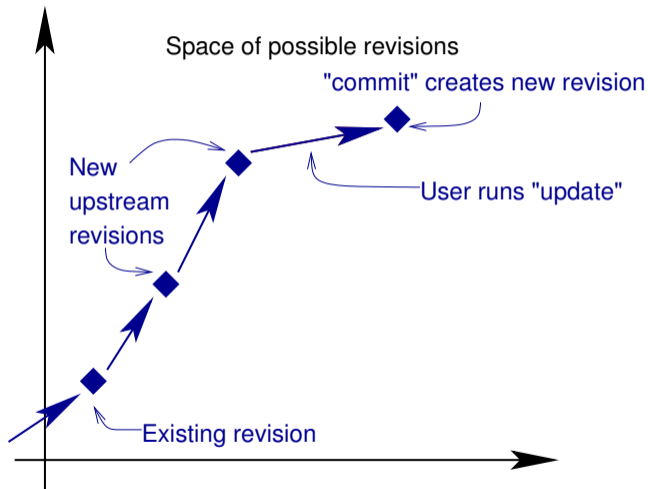 Space of possible revisions
"commit" creates new revision
New
upstream
revisions
User runs "update"
Existing revision